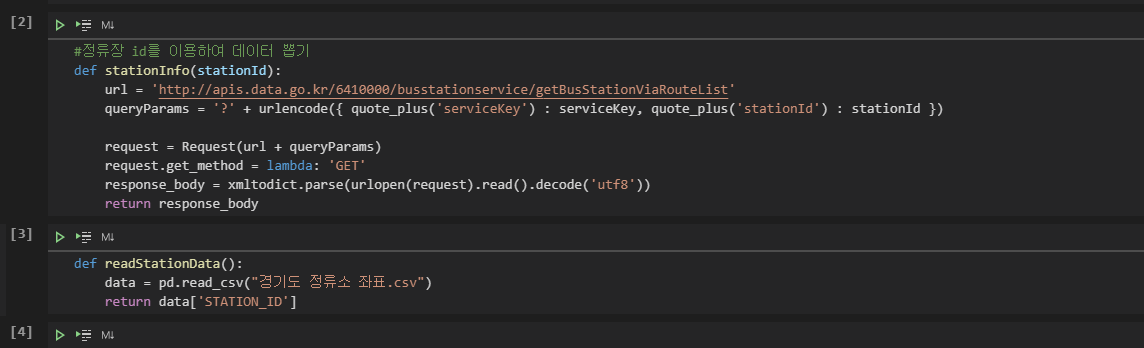 [2]
M↓
#정류장 id를 이용하여 데이터 뽑기
def stationInfo(stationId):
    url = 'http://apis.data.go.kr/6410000/busstationservice/getBusStationViaRouteList'
    queryParams = '?' + urlencode({ quote_plus('serviceKey') : serviceKey, quote_plus('stationId') : stationId })
    request = Request(url + queryParams)
    request.get_method = lambda: 'GET'
    response_body = xmltodict.parse(urlopen(request).read().decode('utf8'))
    return response_body
[3]
M↓
def readStationData():
    data = pd.read_csv("경기도 정류소 좌표.csv")
    return data['STATION_ID']
[4]
M↓